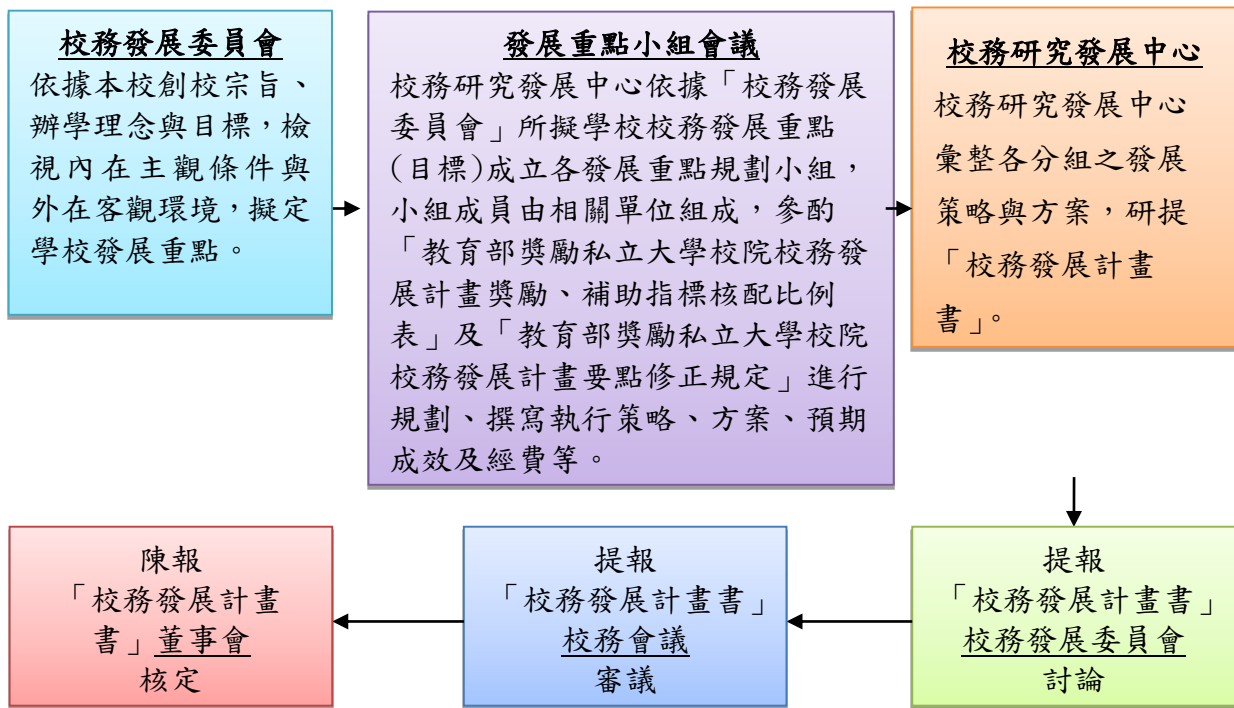 校務發展委員會
依據本校創校宗旨、
辦學理念與目標，檢
視內在主觀條件與
外在客觀環境，擬定
學校發展重點。
發展重點小組會議
校務研究發展中心依據「校務發展
委員會」所擬學校校務發展重點
(目標)成立各發展重點規劃小組，
小組成員由相關單位組成，參酌
「教育部獎勵私立大學校院校務發
展計畫獎勵、補助指標核配比例
表」及「教育部獎勵私立大學校院
校務發展計畫要點修正規定」進行
規劃、撰寫執行策略、方案、預期
成效及經費等。
校務研究發展中心
校務研究發展中心
彙整各分組之發展
策略與方案，研提
「校務發展計畫
書」。
提報
「校務發展計畫書」
校務發展委員會
討論
提報
「校務發展計畫書」
校務會議
審議
陳報
「校務發展計畫
書」董事會
核定